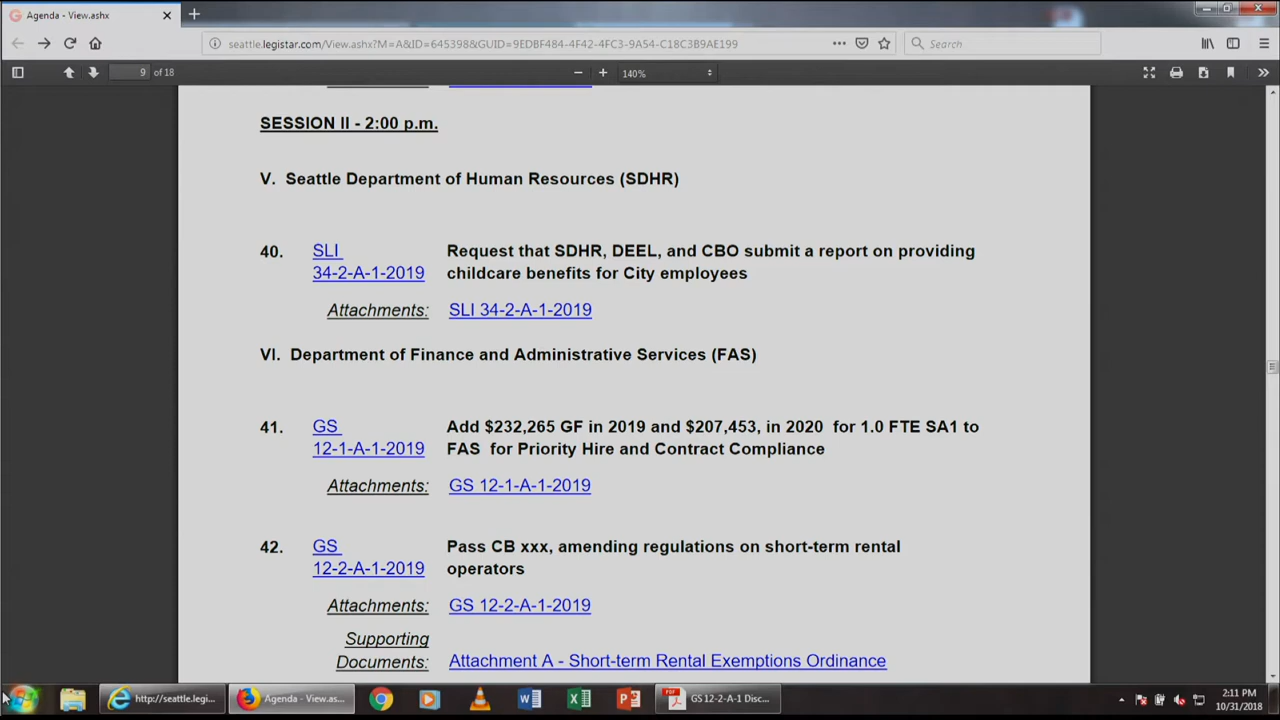 Agenda - View.ashx
seattle.legistar.com/View.ashx?M=A&ID=645398&GUID=9EDBF484-4F42-4FC3-9A54-C18C3B9AE199
Search
9 of 18
140%
SESSION II - 2:00 p.m.
V. Seattle Department of Human Resources (SDHR)
40. SLI 34-2-A-1-2019 Request that SDHR, DEEL, and CBO submit a report on providing
childcare benefits for City employees
Attachments: SLI 34-2-A-1-2019
VI. Department of Finance and Administrative Services (FAS)
41. GS 12-1-A-1-2019 Add $232,265 GF in 2019 and $207,453, in 2020 for 1.0 FTE SA1 to
FAS for Priority Hire and Contract Compliance
Attachments: GS 12-1-A-1-2019
42. GS 12-2-A-1-2019 Pass CB xxx, amending regulations on short-term rental
operators
Attachments: GS 12-2-A-1-2019
Supporting
Documents: Attachment A - Short-term Rental Exemptions Ordinance
http://seattle.legi...
Agenda - View.as...
GS 12-2-A-1 Disc...
2:11 PM
10/31/2018